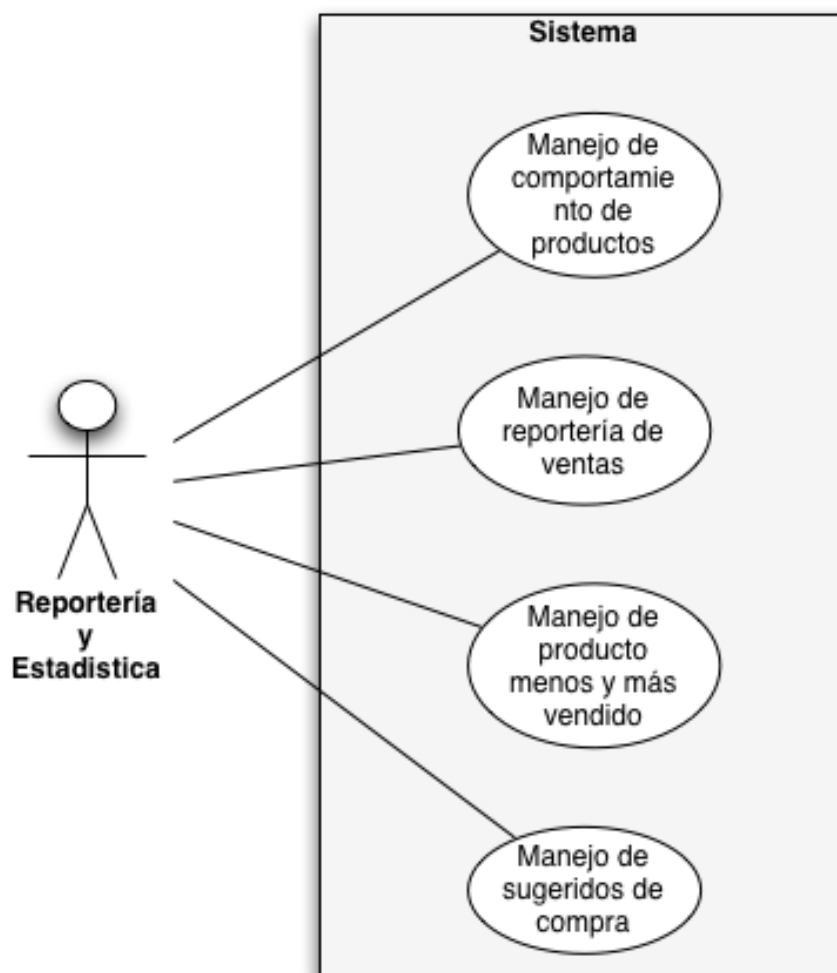 Sistema
Manejo de
comportamie
nto de
productos
Manejo de
reportería de
ventas
Reportería
y
Estadistica
Manejo de
producto
menos y más
vendido
Manejo de
sugeridos de
compra